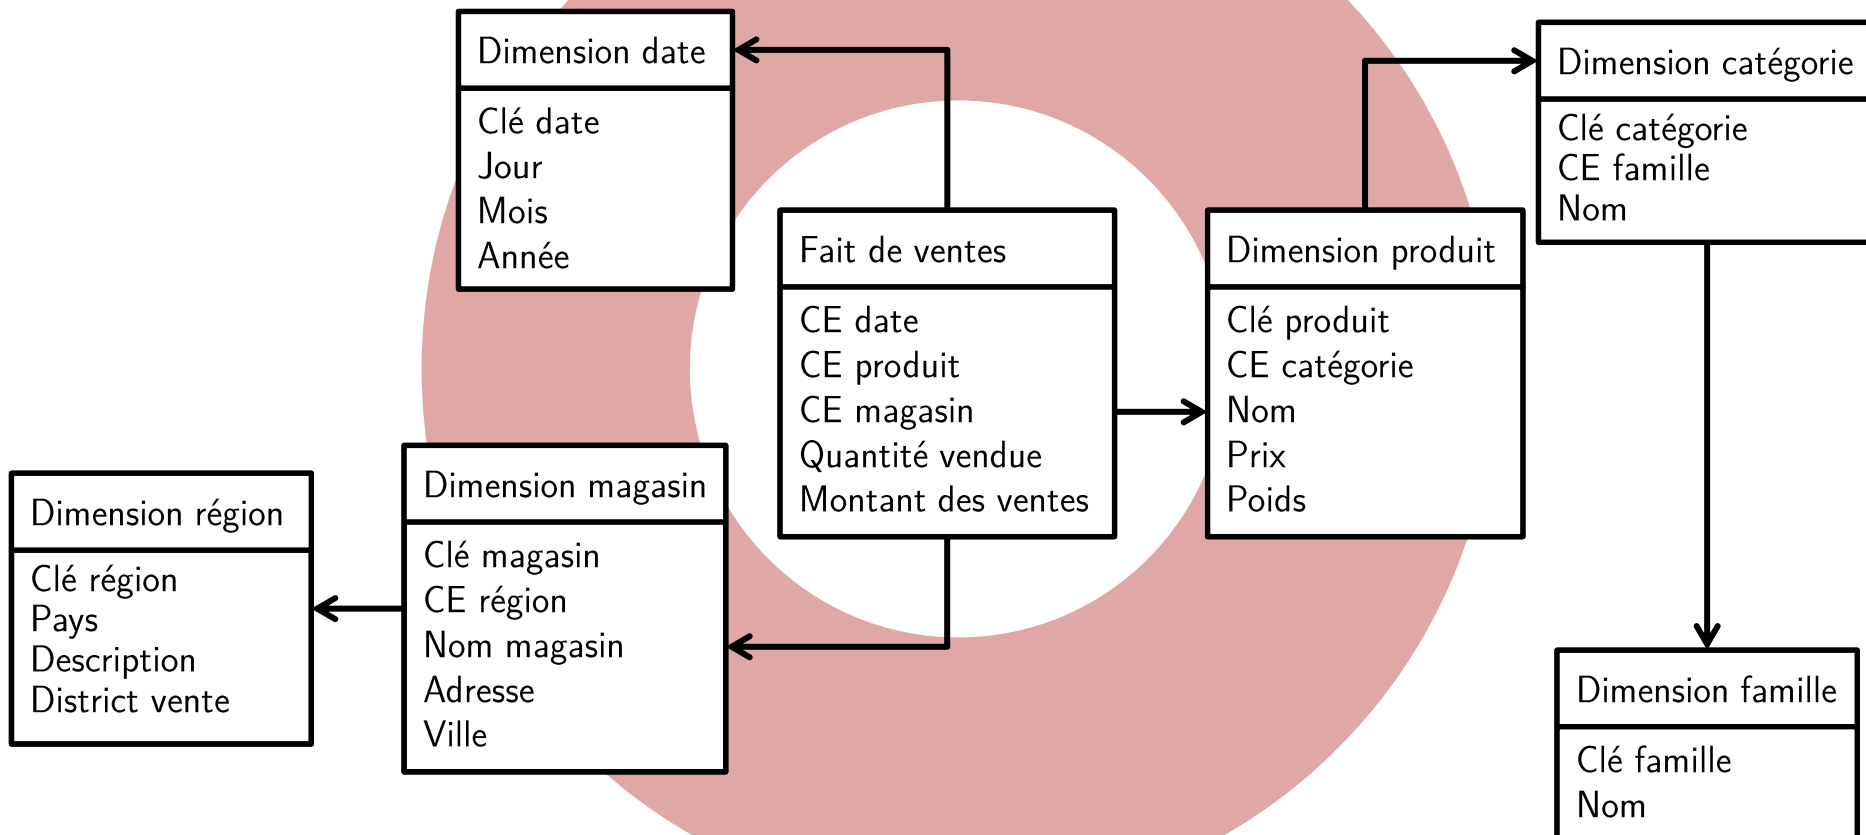 Dimension date
Clé date
Jour
Mois
Année
Fait de ventes
CE date
CE produit
CE magasin
Quantité vendue
Montant des ventes
Dimension produit
Clé produit
CE catégorie
Nom
Prix
Poids
Dimension catégorie
Clé catégorie
CE famille
Nom
Dimension région
Clé région
Pays
Description
District vente
Dimension magasin
Clé magasin
CE région
Nom magasin
Adresse
Ville
Dimension famille
Clé famille
Nom